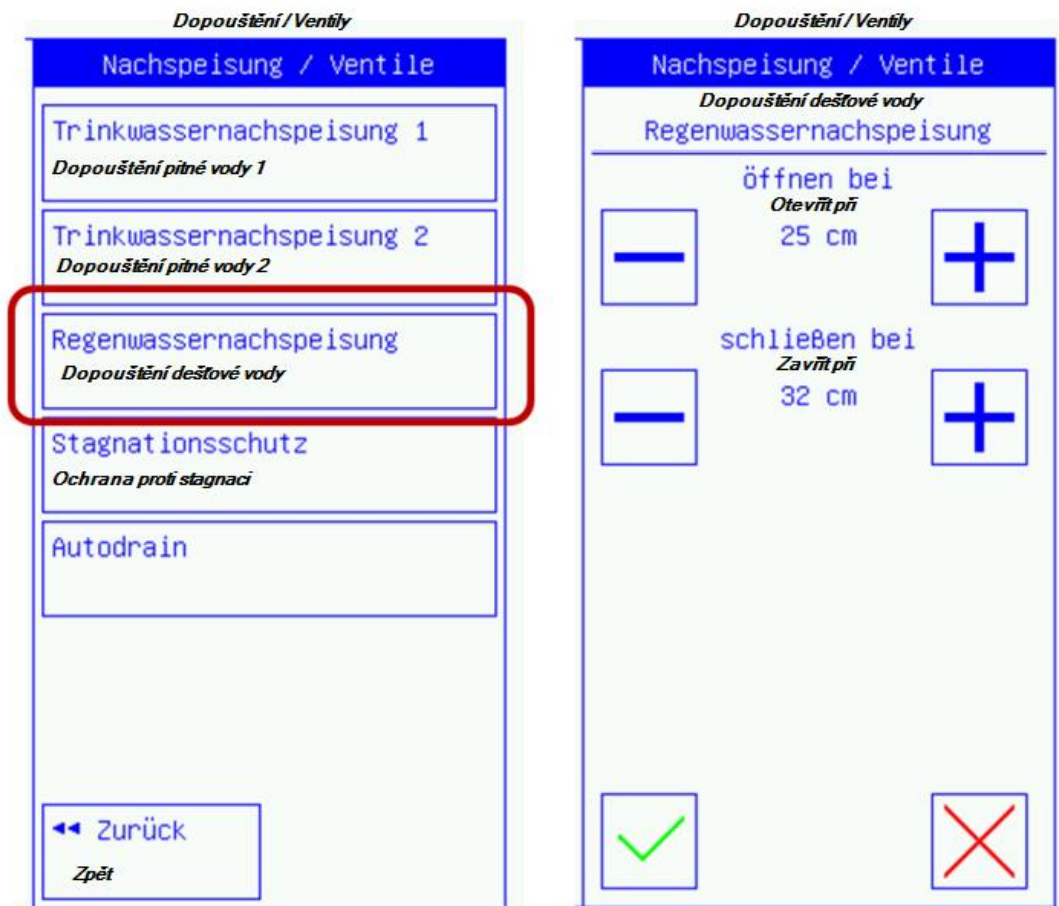 Dopouštění / Ventily
Nachspeisung / Ventile
Trinkwassernachspeisung 1
Dopouštění pitné vody 1
Trinkwassernachspeisung 2
Dopouštění pitné vody 2
Regenwassernachspeisung
Dopouštění dešťové vody
Stagnationsschutz
Ochrana proti stagnaci
Autodrain
◄◄ Zurück
Zpět
Dopouštění / Ventily
Nachspeisung / Ventile
Dopouštění dešťové vody
Regenwassernachspeisung
öffnen bei
Otevřít při
25 cm
schließen bei
Zavřít při
32 cm